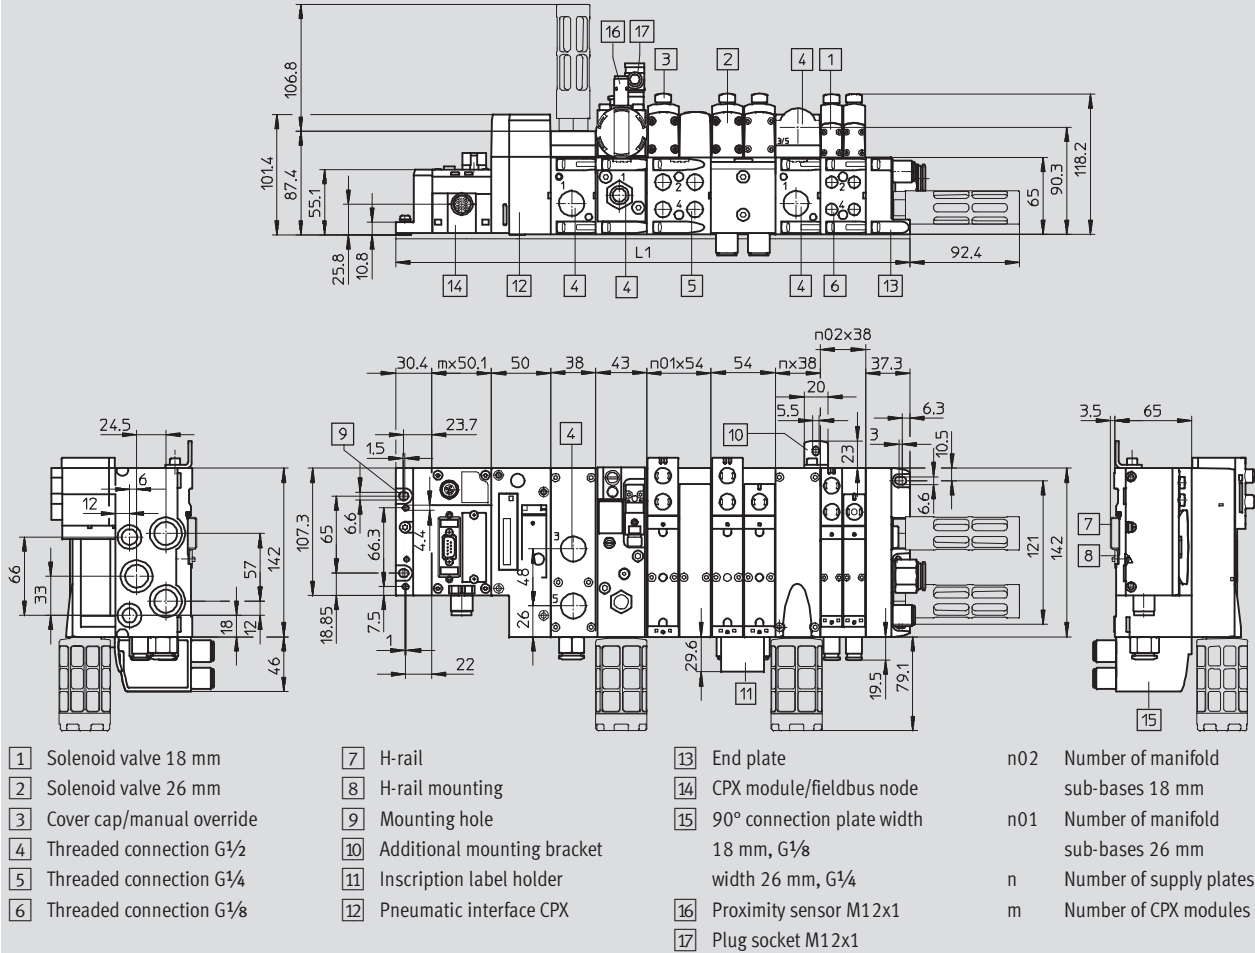 106.8
101.4
87.4
55.1
25.8
10.8
16
17
3
2
4
1
3/5
1
1
2
4
1
2
4
118.2
90.3
65
L1
92.4
14
12
4
4
5
4
6
13
n02x38
30.4
mx50.1
50
38
43
n01x54
54
nx38
37.3
20
5.5
6.3
3
10.5
23
6.6
24.5
6
12
66
33
142
57
18
12
46
9
23.7
1.5
4
10
107.3
65
6.6
66.3
4.4
18.85
7.5
1
22
3
48
5
26
29.6
11
19.5
79.1
121
142
3.5
65
7
8
15
1 Solenoid valve 18 mm
2 Solenoid valve 26 mm
3 Cover cap/manual override
4 Threaded connection G½
5 Threaded connection G¼
6 Threaded connection G⅛
7 H-rail
8 H-rail mounting
9 Mounting hole
10 Additional mounting bracket
11 Inscription label holder
12 Pneumatic interface CPX
13 End plate
14 CPX module/fieldbus node
15 90° connection plate width
18 mm, G⅛
width 26 mm, G¼
16 Proximity sensor M12x1
17 Plug socket M12x1
n02 Number of manifold
sub-bases 18 mm
n01 Number of manifold
sub-bases 26 mm
n Number of supply plates
m Number of CPX modules